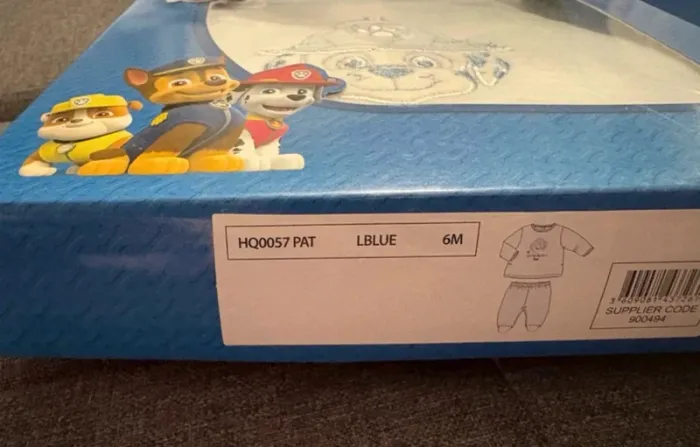 HQ0057 PAT LBLUE 6M
SUPPLIER CODE
900494